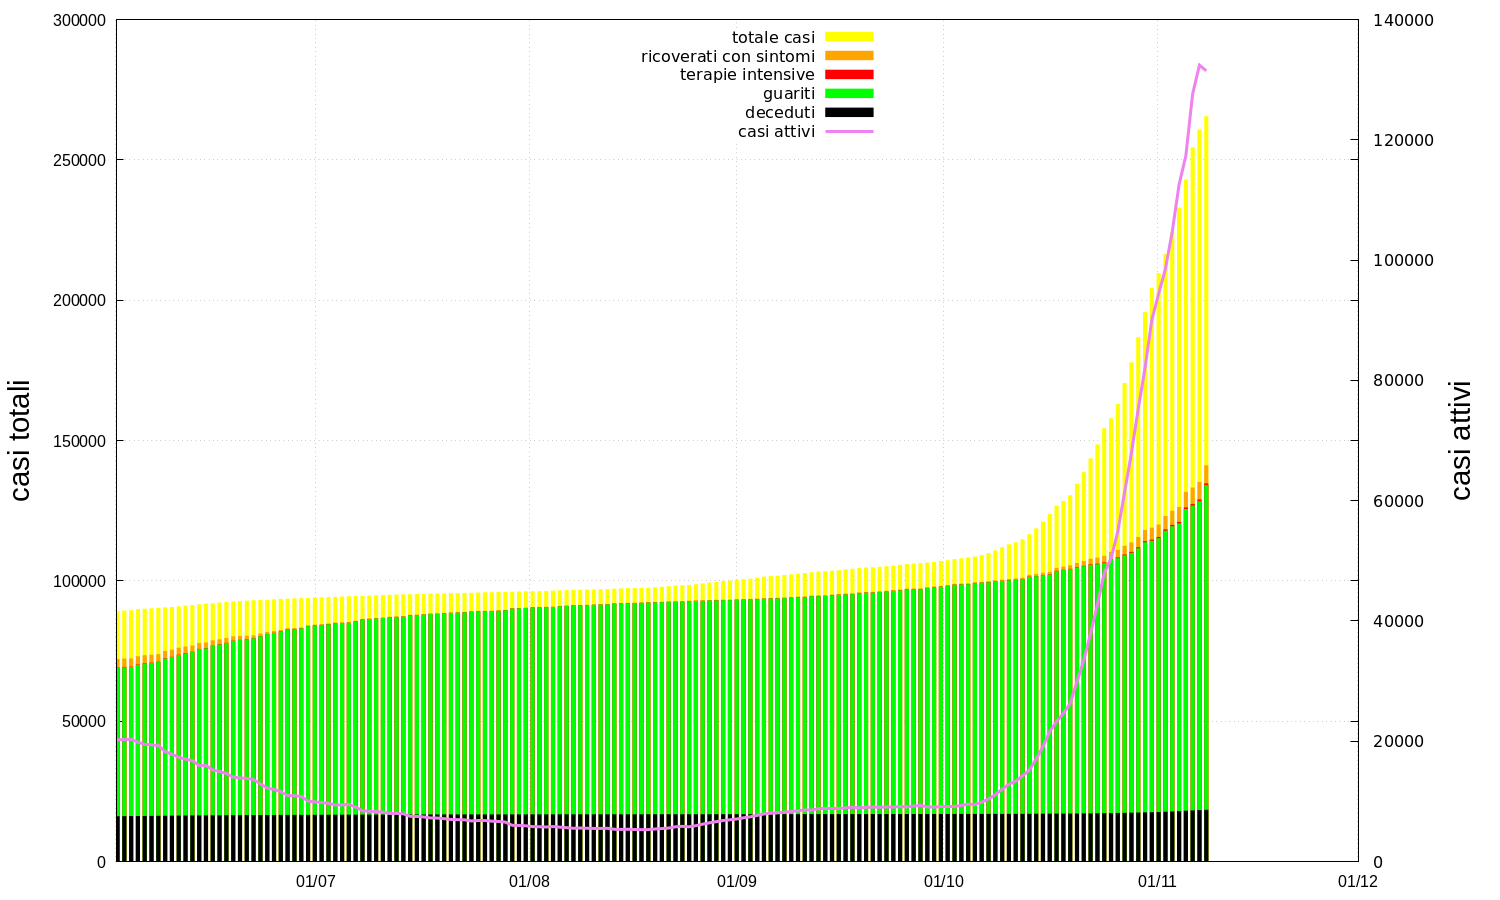 300000
250000
200000
150000
100000
50000
0
casi totali
totale casi
ricoverati con sintomi
terapie intensive
guariti
deceduti
casi attivi
140000
120000
100000
80000
60000
40000
20000
0
casi attivi
01/07
01/08
01/09
01/10
01/11
01/12